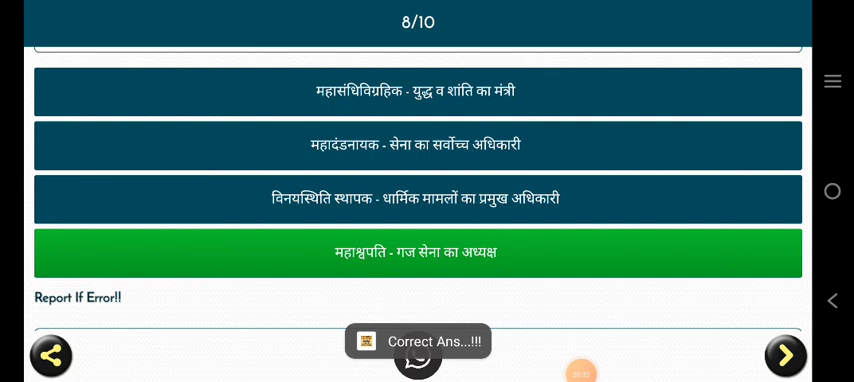 8/10
महासंधिविग्रहिक - युद्ध व शांति का मंत्री
महादंडनायक - सेना का सर्वोच्च अधिकारी
विनयस्थिति स्थापक - धार्मिक मामलों का प्रमुख अधिकारी
महाश्वपति - गज सेना का अध्यक्ष
Report If Error!!
Correct Ans...!!!